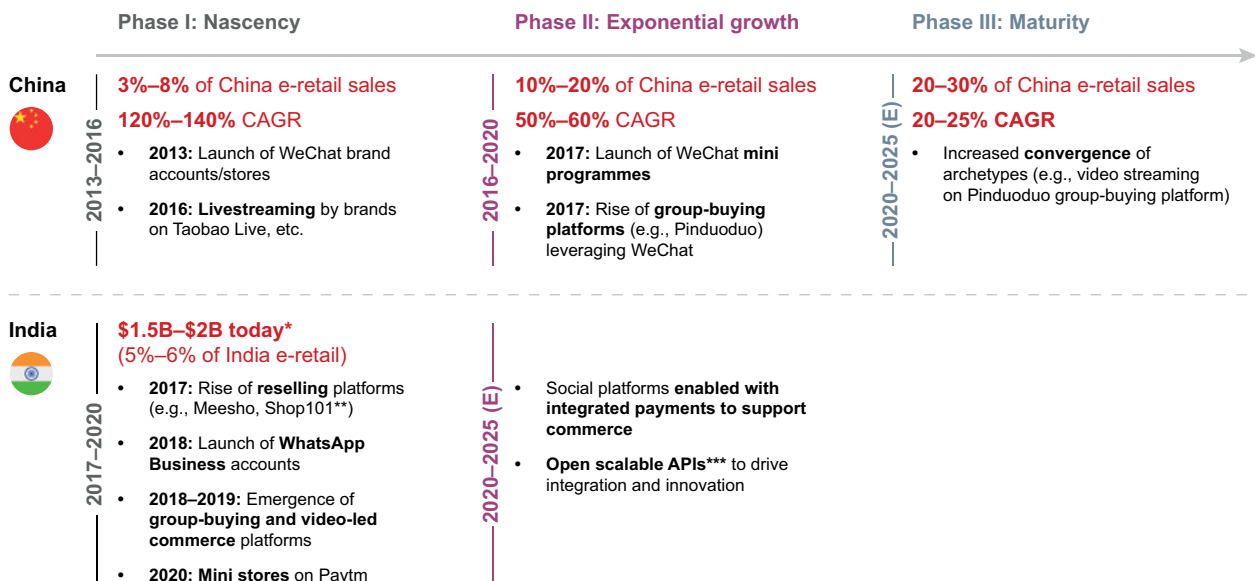 Phase I: Nascency
Phase II: Exponential growth
Phase III: Maturity
China
2013–2016
3%–8% of China e-retail sales
120%–140% CAGR
• 2013: Launch of WeChat brand
accounts/stores
• 2016: Livestreaming by brands
on Taobao Live, etc.
2016–2020
10%–20% of China e-retail sales
50%–60% CAGR
• 2017: Launch of WeChat mini
programmes
• 2017: Rise of group-buying
platforms (e.g., Pinduoduo)
leveraging WeChat
2020–2025 (E)
20–30% of China e-retail sales
20–25% CAGR
• Increased convergence of
archetypes (e.g., video streaming
on Pinduoduo group-buying platform)
India
2017–2020
$1.5B–$2B today*
(5%–6% of India e-retail)
• 2017: Rise of reselling platforms
(e.g., Meesho, Shop101**)
• 2018: Launch of WhatsApp
Business accounts
• 2018–2019: Emergence of
group-buying and video-led
commerce platforms
• 2020: Mini stores on Paytm
2020–2025 (E)
• Social platforms enabled with
integrated payments to support
commerce
• Open scalable APIs*** to drive
integration and innovation